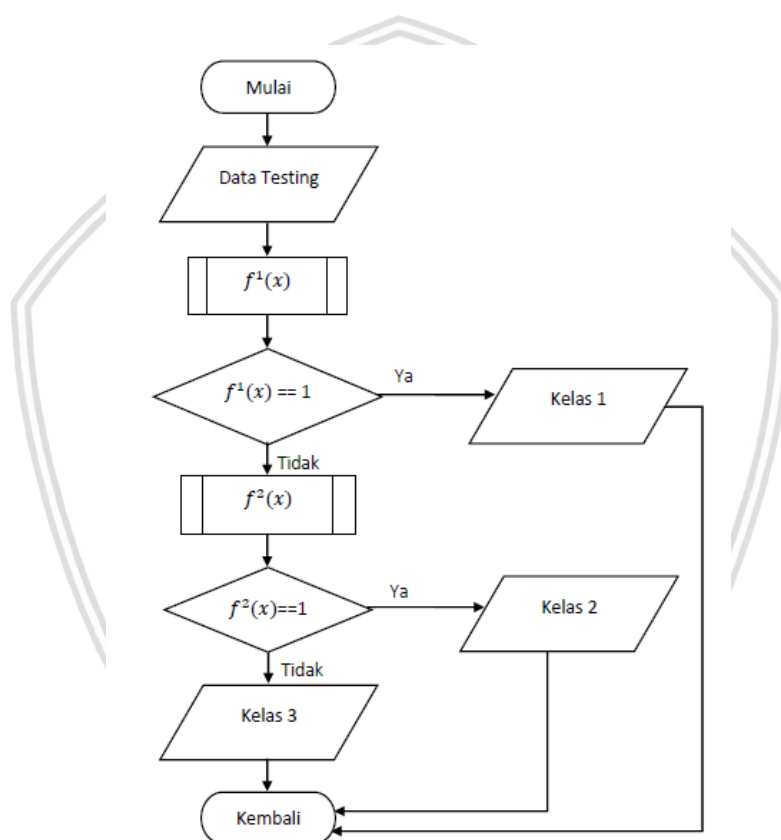 Mulai
Data Testing
f¹(x)
f¹(x) == 1
Ya
Kelas 1
Tidak
f²(x)
f²(x)==1
Ya
Kelas 2
Tidak
Kelas 3
Kembali